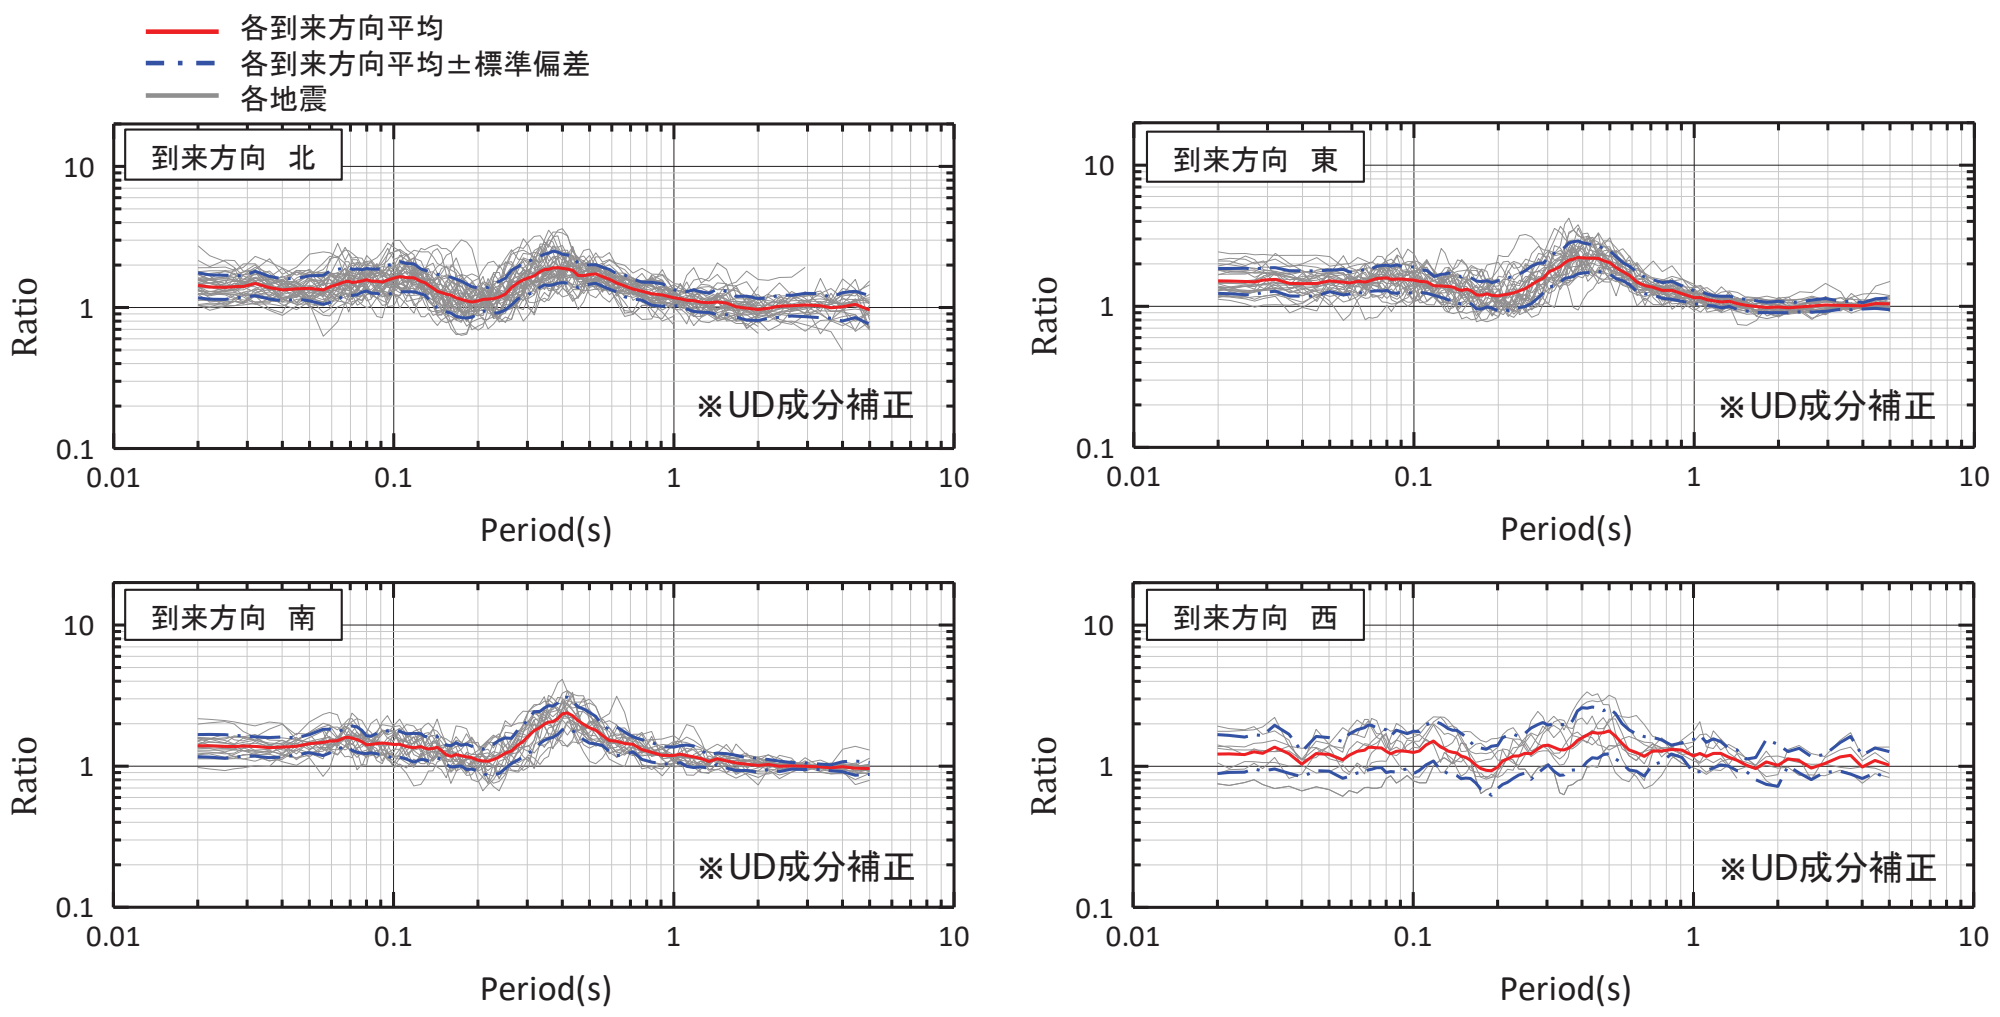 各到来方向平均
各到来方向平均±標準偏差
各地震
到来方向 北
10
1
0.1
Ratio
※UD成分補正
0.01 0.1 1 10
Period(s)
到来方向 東
10
1
0.1
Ratio
※UD成分補正
0.01 0.1 1 10
Period(s)
到来方向 南
10
1
0.1
Ratio
※UD成分補正
0.01 0.1 1 10
Period(s)
到来方向 西
10
1
0.1
Ratio
※UD成分補正
0.01 0.1 1 10
Period(s)